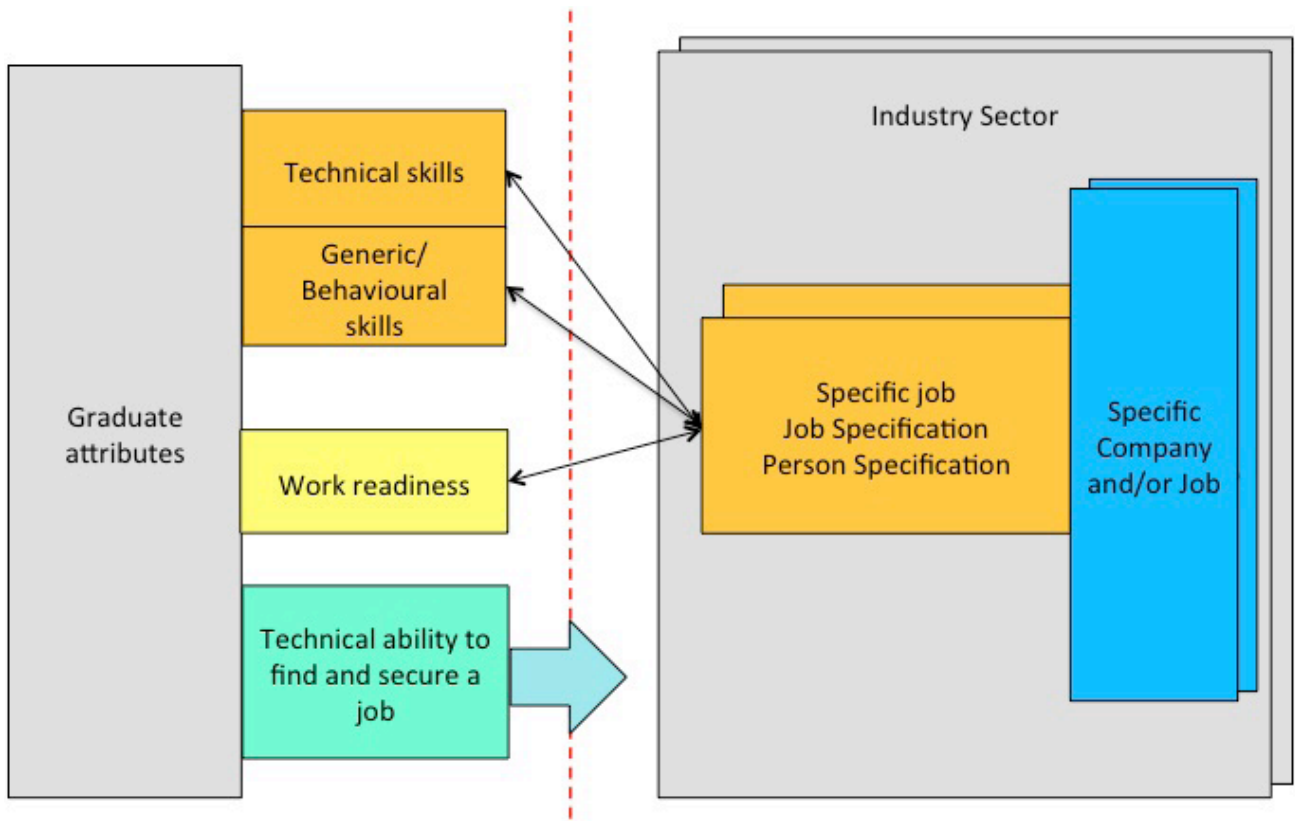 Industry Sector
Technical skills
Generic/
Behavioural
skills
Graduate
attributes
Work readiness
Technical ability to
find and secure a
job
Specific job
Job Specification
Person Specification
Specific
Company
and/or Job